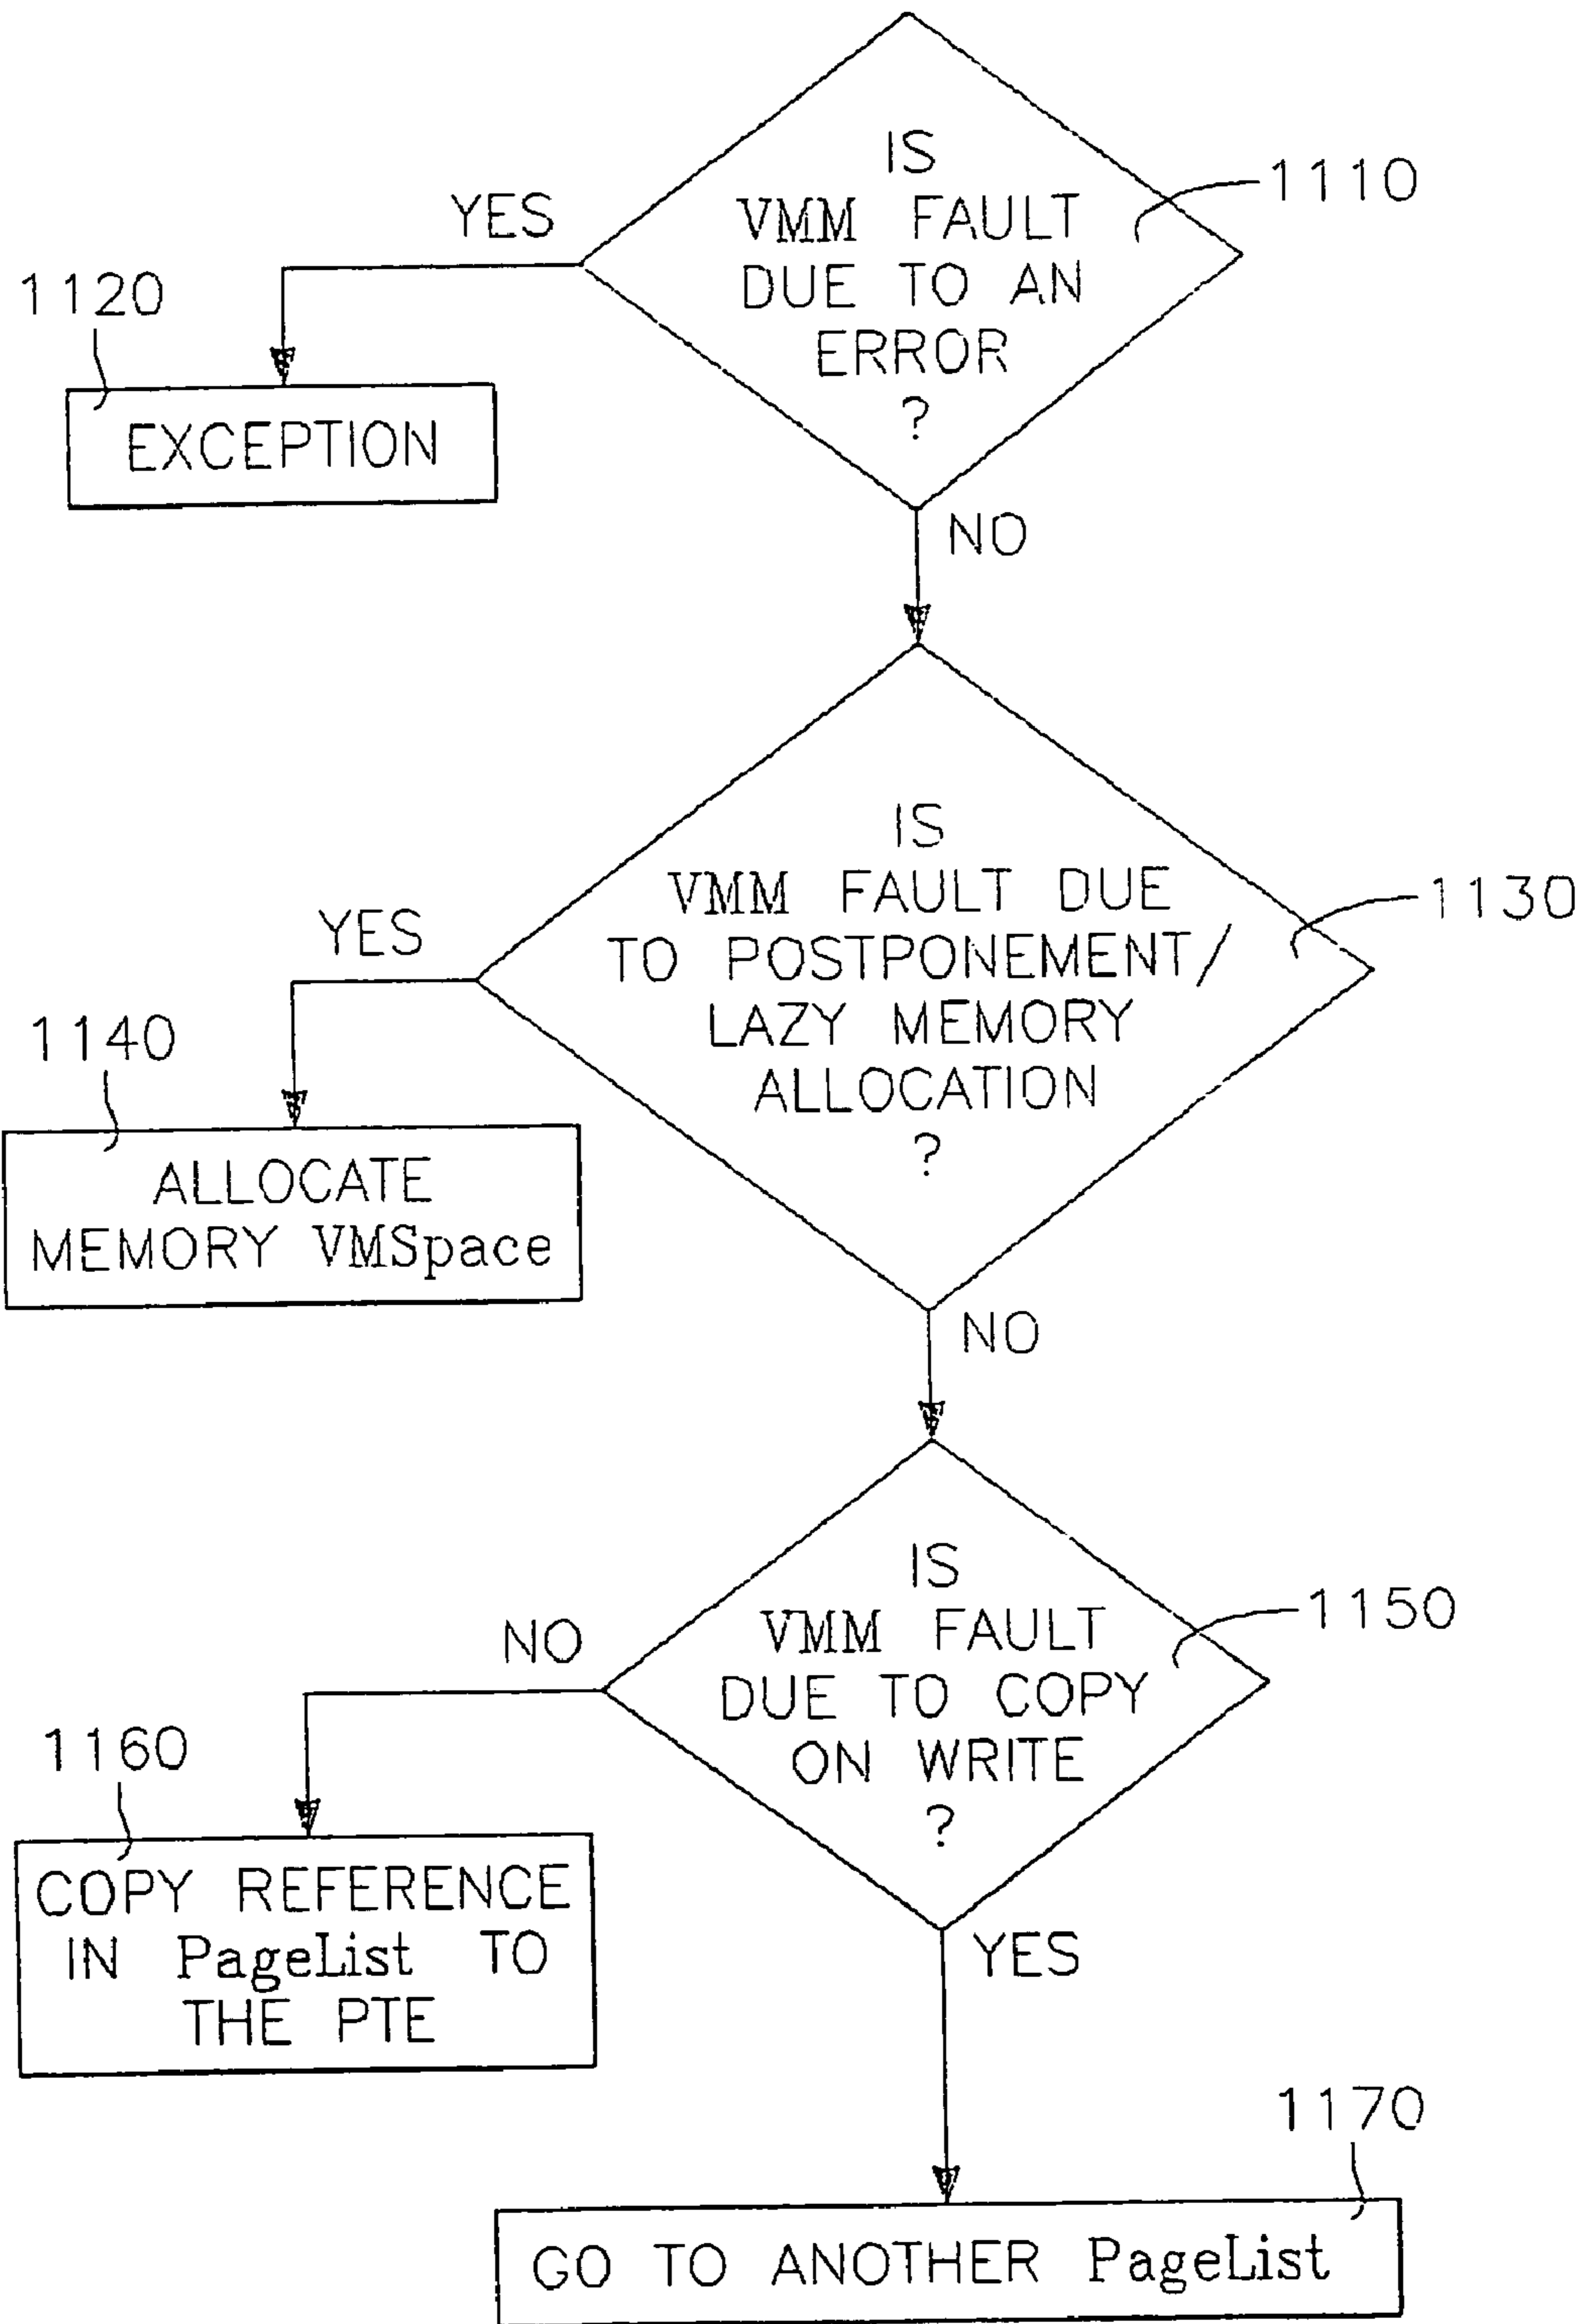 IS
VMM FAULT
DUE TO AN
ERROR
?
1110
YES
1120
EXCEPTION
NO
IS
VMM FAULT DUE
TO POSTPONEMENT/
LAZY MEMORY
ALLOCATION
?
1130
YES
1140
ALLOCATE
MEMORY VMSpace
NO
IS
VMM FAULT
DUE TO COPY
ON WRITE
?
1150
NO
1160
COPY REFERENCE
IN PageList TO
THE PTE
YES
1170
GO TO ANOTHER PageList